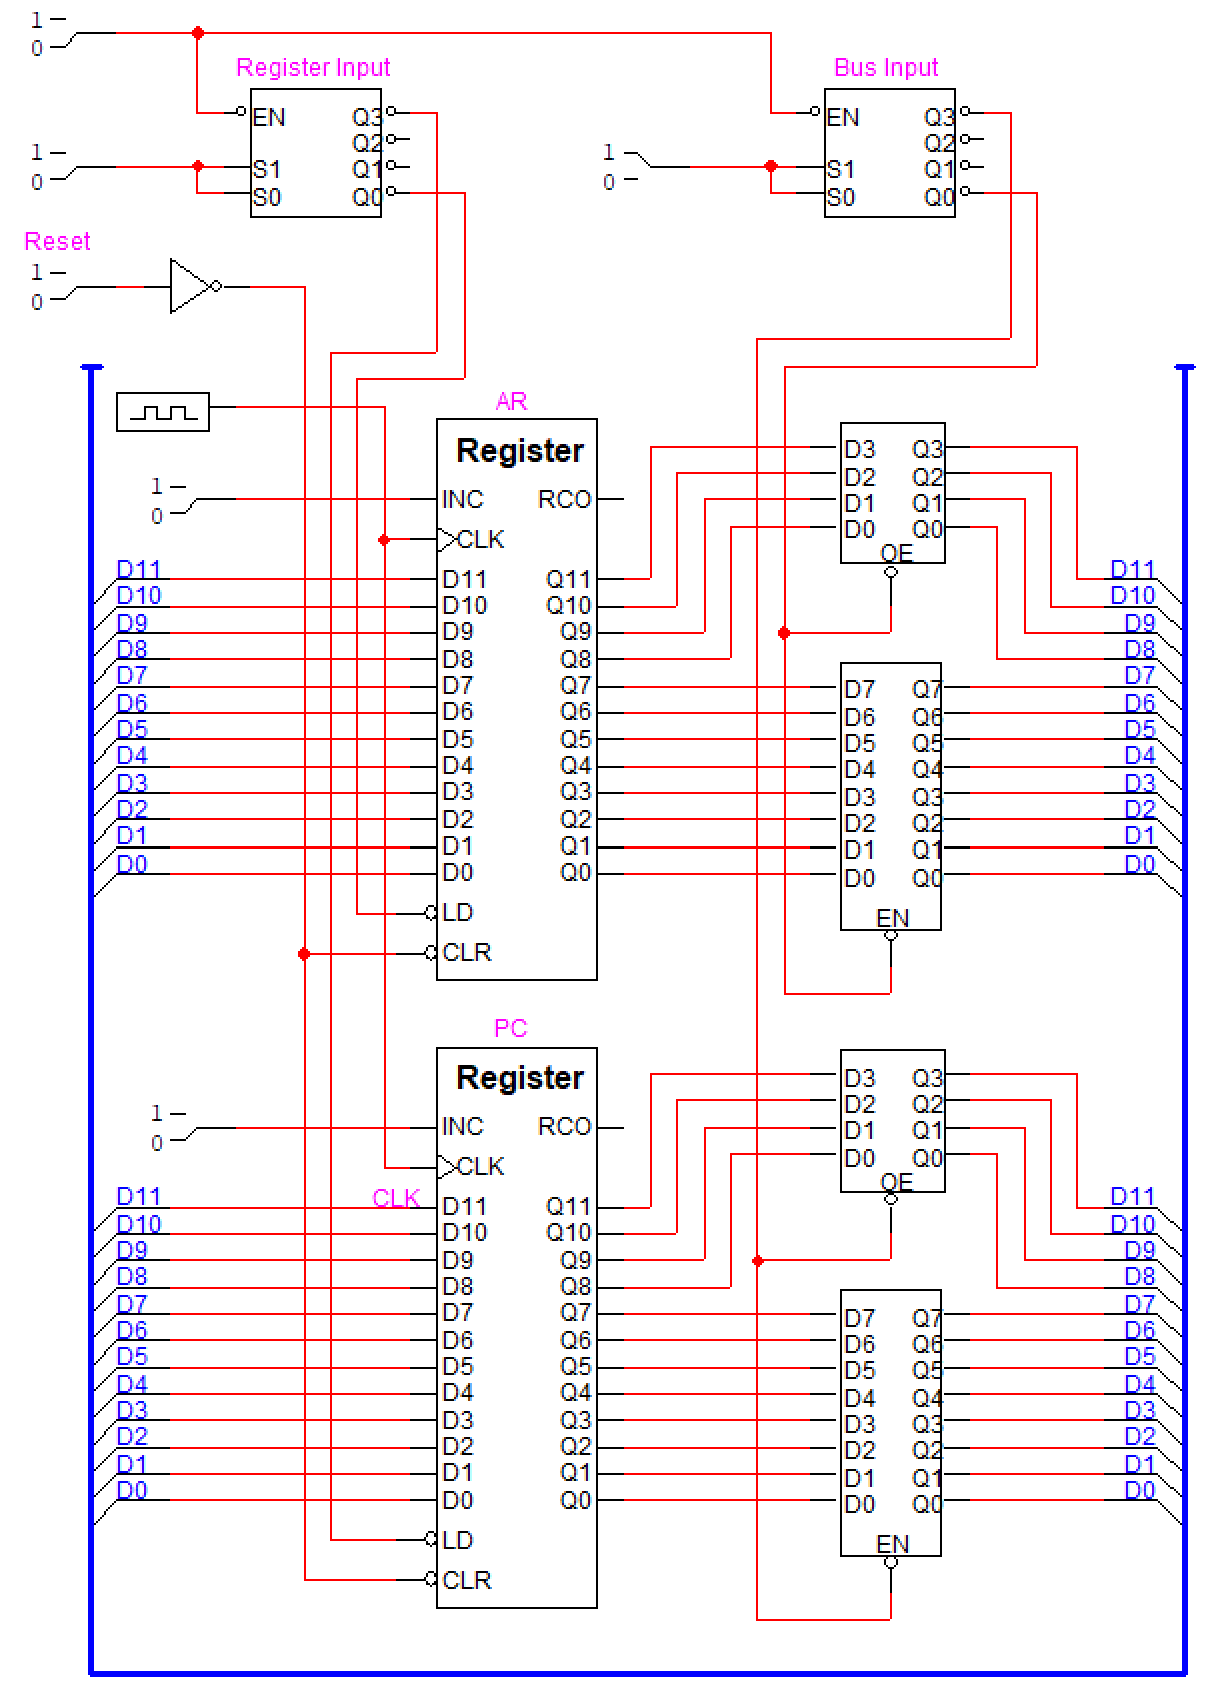 1
0
Register Input
Bus Input
EN Q3
Q2
S1 Q1
S0 Q0
EN Q3
Q2
S1 Q1
S0 Q0
1
0
1
0
Reset
1
0
AR
Register
1
0
INC RCO
CLK
D11 D11 Q11
D10 D10 Q10
D9 D9 Q9
D8 D8 Q8
D7 D7 Q7
D6 D6 Q6
D5 D5 Q5
D4 D4 Q4
D3 D3 Q3
D2 D2 Q2
D1 D1 Q1
D0 D0 Q0
LD
CLR
D3 Q3
D2 Q2
D1 Q1
D0 Q0
OE
D7 Q7
D6 Q6
D5 Q5
D4 Q4
D3 Q3
D2 Q2
D1 Q1
D0 Q0
EN
D11
D10
D9
D8
D7
D6
D5
D4
D3
D2
D1
D0
PC
Register
1
0
INC RCO
CLK
CLK
D11 D11 Q11
D10 D10 Q10
D9 D9 Q9
D8 D8 Q8
D7 D7 Q7
D6 D6 Q6
D5 D5 Q5
D4 D4 Q4
D3 D3 Q3
D2 D2 Q2
D1 D1 Q1
D0 D0 Q0
LD
CLR
D3 Q3
D2 Q2
D1 Q1
D0 Q0
OE
D7 Q7
D6 Q6
D5 Q5
D4 Q4
D3 Q3
D2 Q2
D1 Q1
D0 Q0
EN
D11
D10
D9
D8
D7
D6
D5
D4
D3
D2
D1
D0